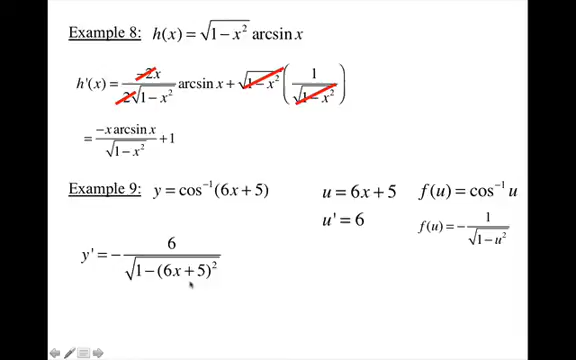 Example 8: h(x) = √(1 − x²) arcsin x
h'(x) = −2x / (2√(1 − x²)) arcsin x + √(1 − x²) (1 / √(1 − x²))
= −x arcsin x / √(1 − x²) + 1
Example 9: y = cos⁻¹(6x + 5) u = 6x + 5 f(u) = cos⁻¹ u
u' = 6 f(u) = − 1 / √(1 − u²)
y' = − 6 / √(1 − (6x + 5)²)